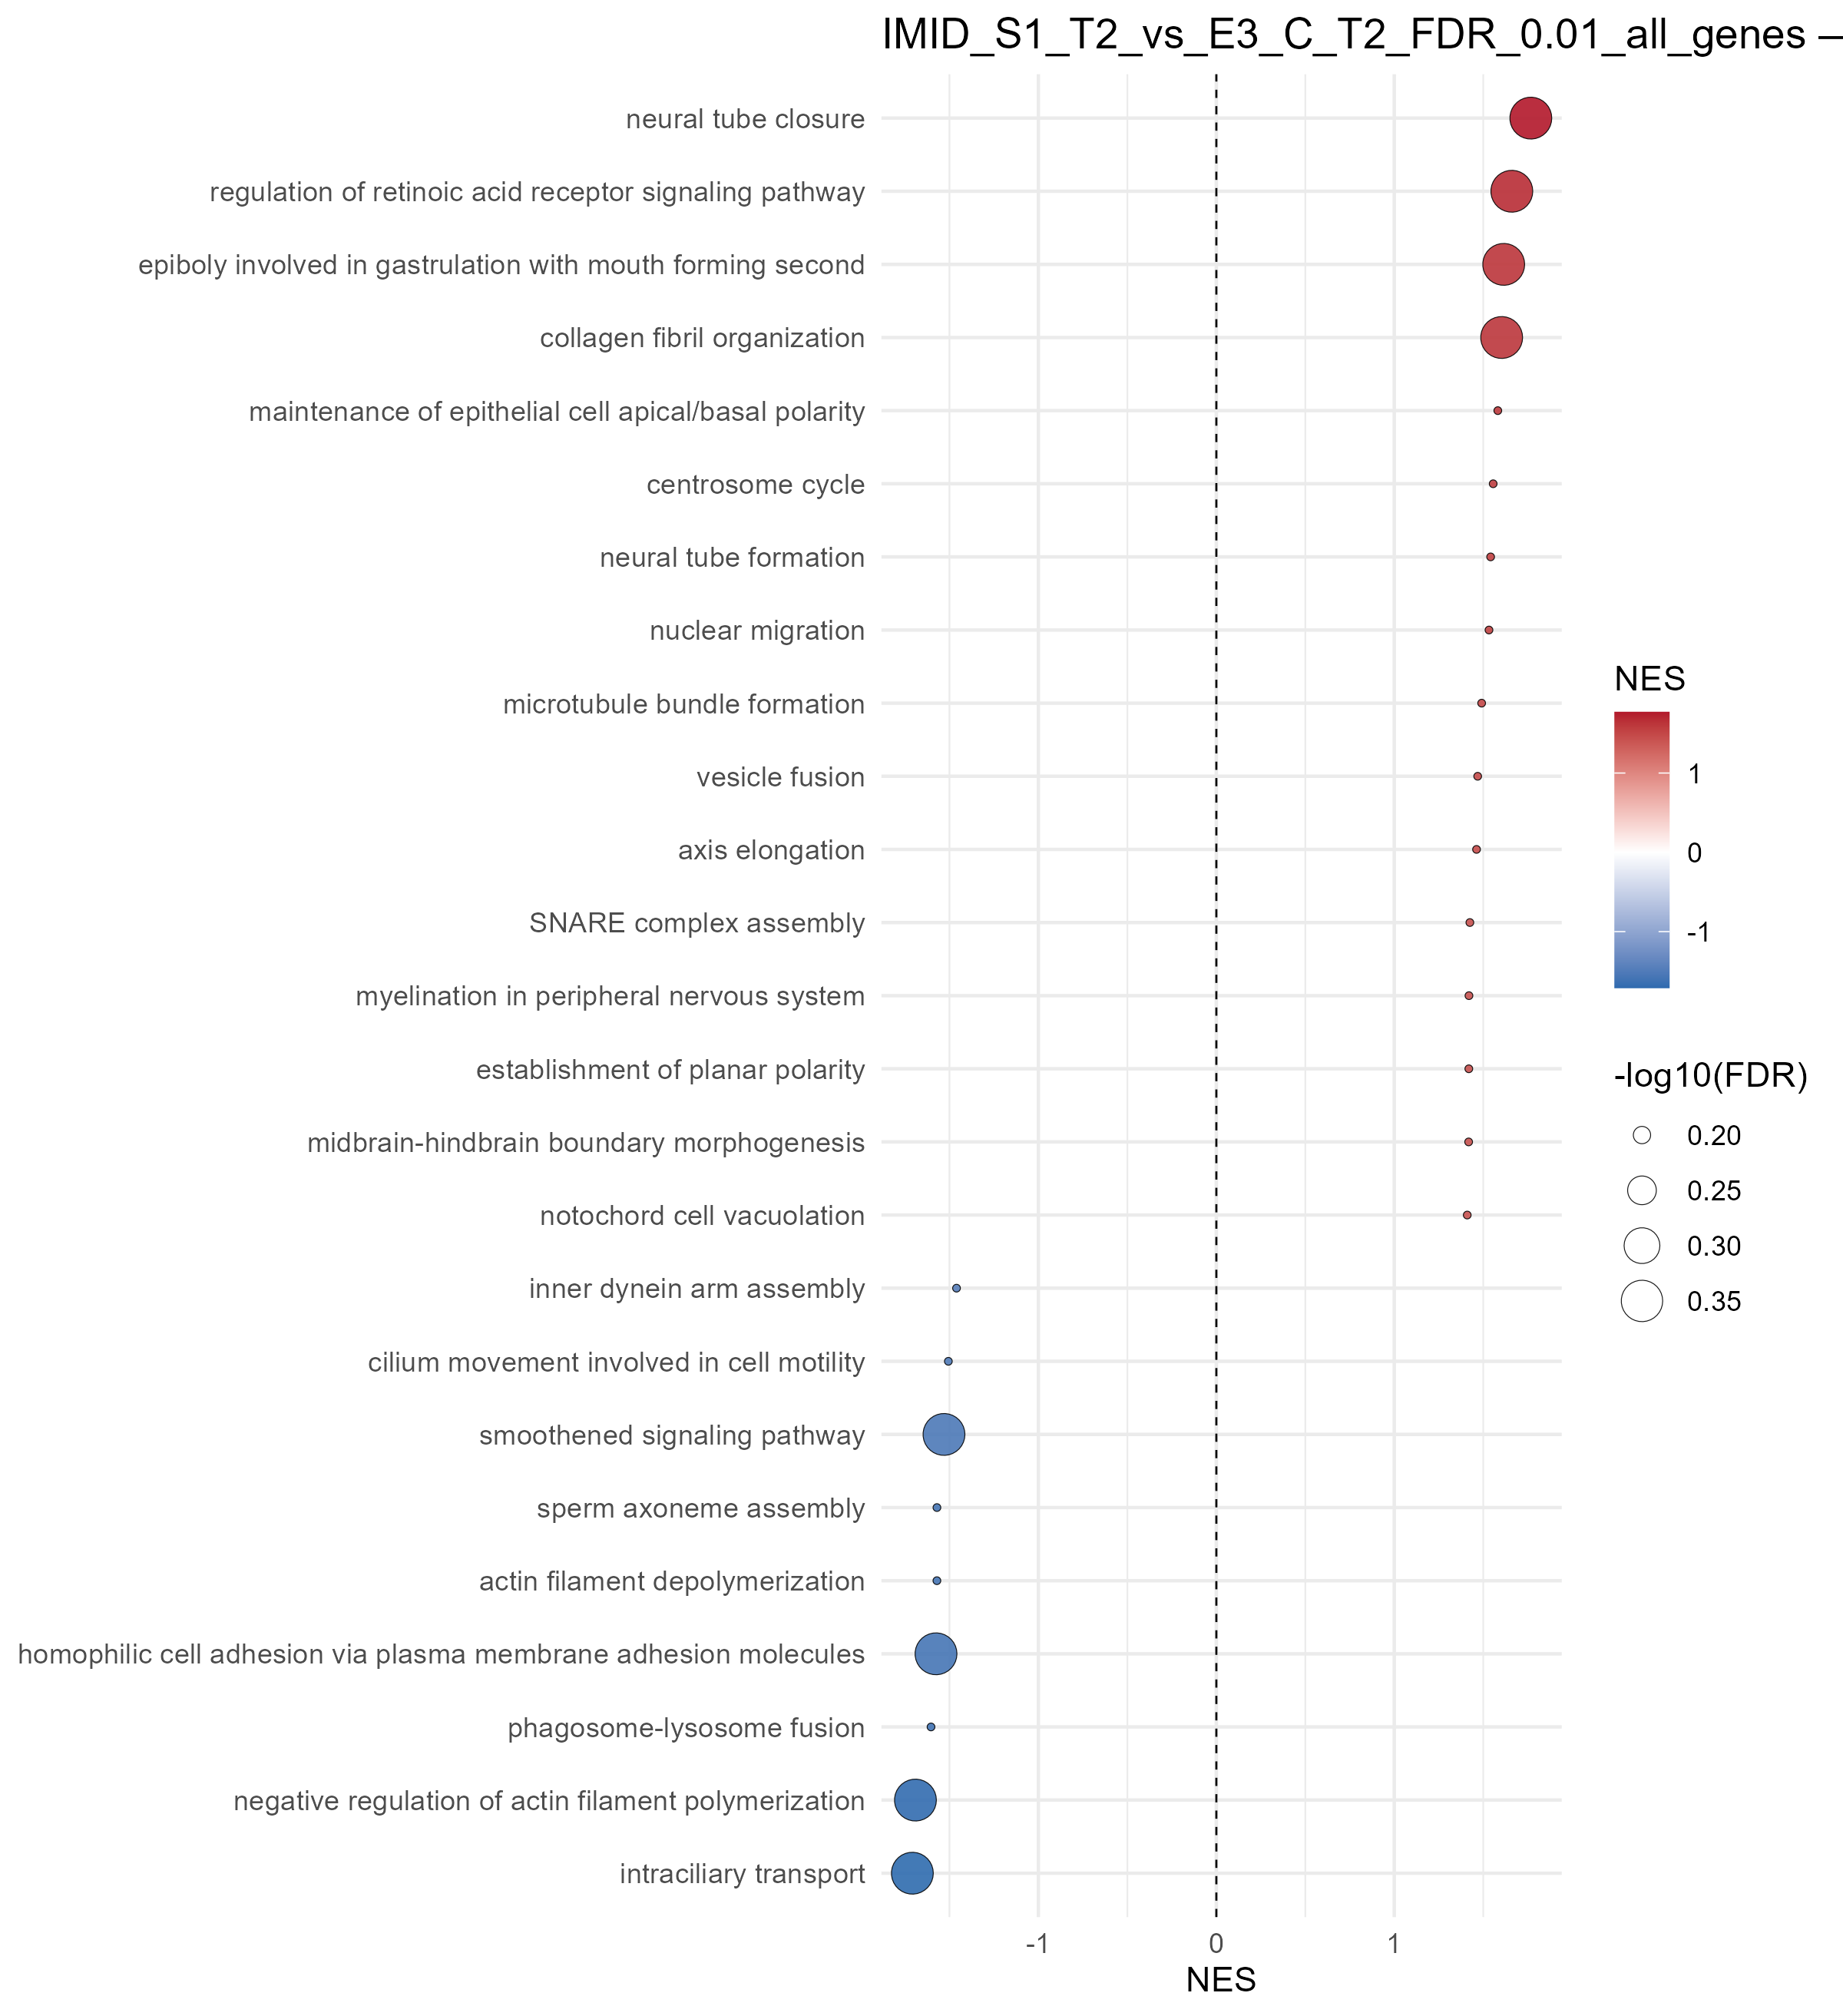 IMID_S1_T2_vs_E3_C_T2_FDR_0.01_all_genes —
neural tube closure
regulation of retinoic acid receptor signaling pathway
epiboly involved in gastrulation with mouth forming second
collagen fibril organization
maintenance of epithelial cell apical/basal polarity
centrosome cycle
neural tube formation
nuclear migration
microtubule bundle formation
vesicle fusion
axis elongation
SNARE complex assembly
myelination in peripheral nervous system
establishment of planar polarity
midbrain-hindbrain boundary morphogenesis
notochord cell vacuolation
inner dynein arm assembly
cilium movement involved in cell motility
smoothened signaling pathway
sperm axoneme assembly
actin filament depolymerization
homophilic cell adhesion via plasma membrane adhesion molecules
phagosome-lysosome fusion
negative regulation of actin filament polymerization
intraciliary transport
-1 0 1
NES
NES
1
0
-1
-log10(FDR)
0.20
0.25
0.30
0.35